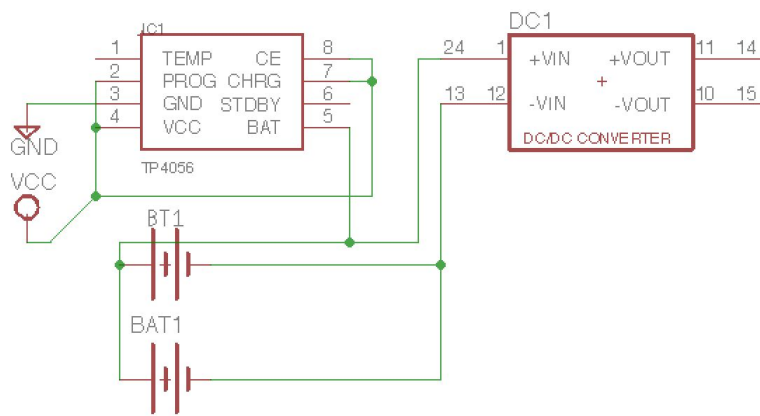 JC1
DC1
1 TEMP CE 8
2 PROG CHRG 7
3 GND STDBY 6
4 VCC BAT 5
TP4056
GND
VCC
24 1 +VIN +VOUT 11 14
+
13 12 -VIN -VOUT 10 15
DC/DC CONVERTER
BT1
BAT1